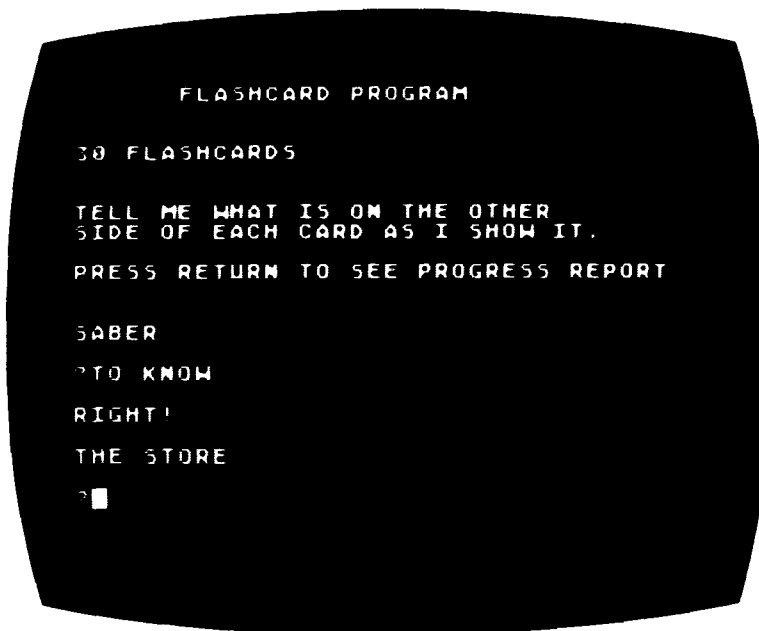 FLASHCARD PROGRAM
30 FLASHCARDS
TELL ME WHAT IS ON THE OTHER
SIDE OF EACH CARD AS I SHOW IT.
PRESS RETURN TO SEE PROGRESS REPORT
SABER
?TO KNOW
RIGHT!
THE STORE
?